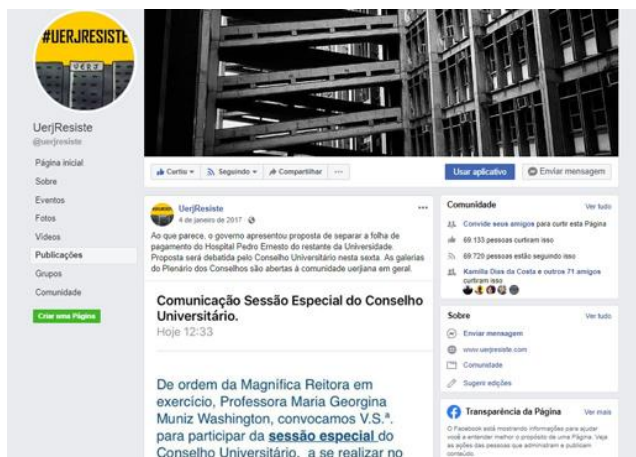 #UERJRESISTE
UERJ
UerjResiste
@uerjresiste
Página inicial
Sobre
Eventos
Fotos
Vídeos
Publicações
Grupos
Comunidade
Criar uma Página
Curtiu
Seguindo
Compartilhar
...
Usar aplicativo
Enviar mensagem
UerjResiste
4 de janeiro de 2017
Ao que parece, o governo apresentou proposta de separar a folha de
pagamento do Hospital Pedro Ernesto do restante da Universidade.
Proposta será debatida pelo Conselho Universitário nesta sexta. As galerias
do Plenário dos Conselhos são abertas à comunidade uerjiana em geral.
Comunicação Sessão Especial do Conselho
Universitário.
Hoje 12:33
De ordem da Magnífica Reitora em
exercício, Professora Maria Georgina
Muniz Washington, convocamos V.S.ª.
para participar da sessão especial do
Conselho Universitário, a se realizar no
Comunidade Ver tudo
Convide seus amigos para curtir esta Página
69.133 pessoas curtiram isso
69.720 pessoas estão seguindo isso
Kamilla Dias da Costa e outros 71 amigos
curtiram isso
Sobre Ver tudo
Enviar mensagem
www.uerjresiste.com
Comunidade
Sugerir edições
Transparência da Página Ver mais
O Facebook está mostrando informações para ajudar
você a entender melhor o propósito de uma Página. Veja
as ações das pessoas que administram e publicam
conteúdo.